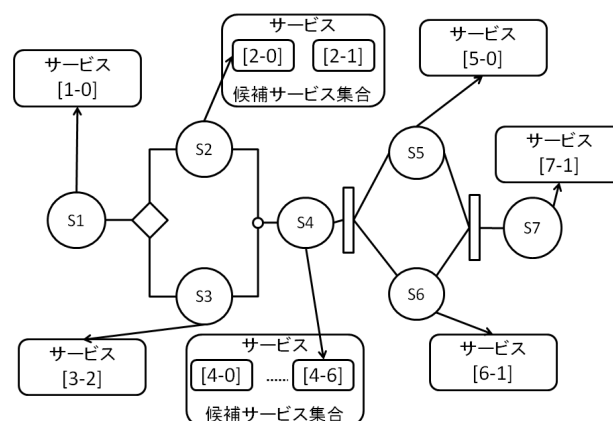 サービス
[1-0]
サービス
[2-0]
[2-1]
候補サービス集合
サービス
[5-0]
サービス
[7-1]
S1
S2
S3
S4
S5
S6
S7
サービス
[3-2]
サービス
[4-0]
......
[4-6]
候補サービス集合
サービス
[6-1]